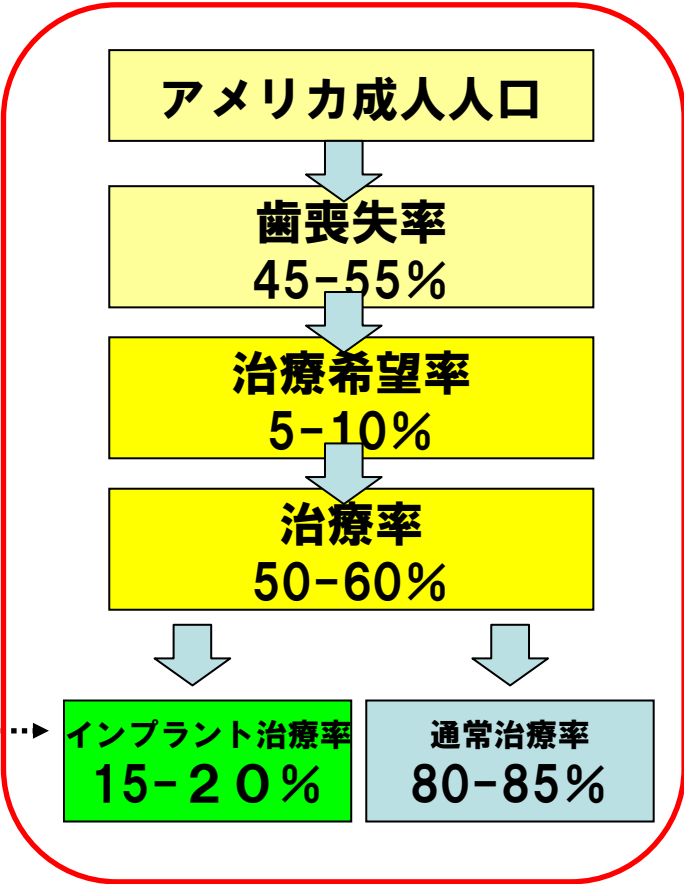 アメリカ成人人口
歯喪失率
45-55%
治療希望率
5-10%
治療率
50-60%
インプラント治療率
15-２０%
通常治療率
80-85%